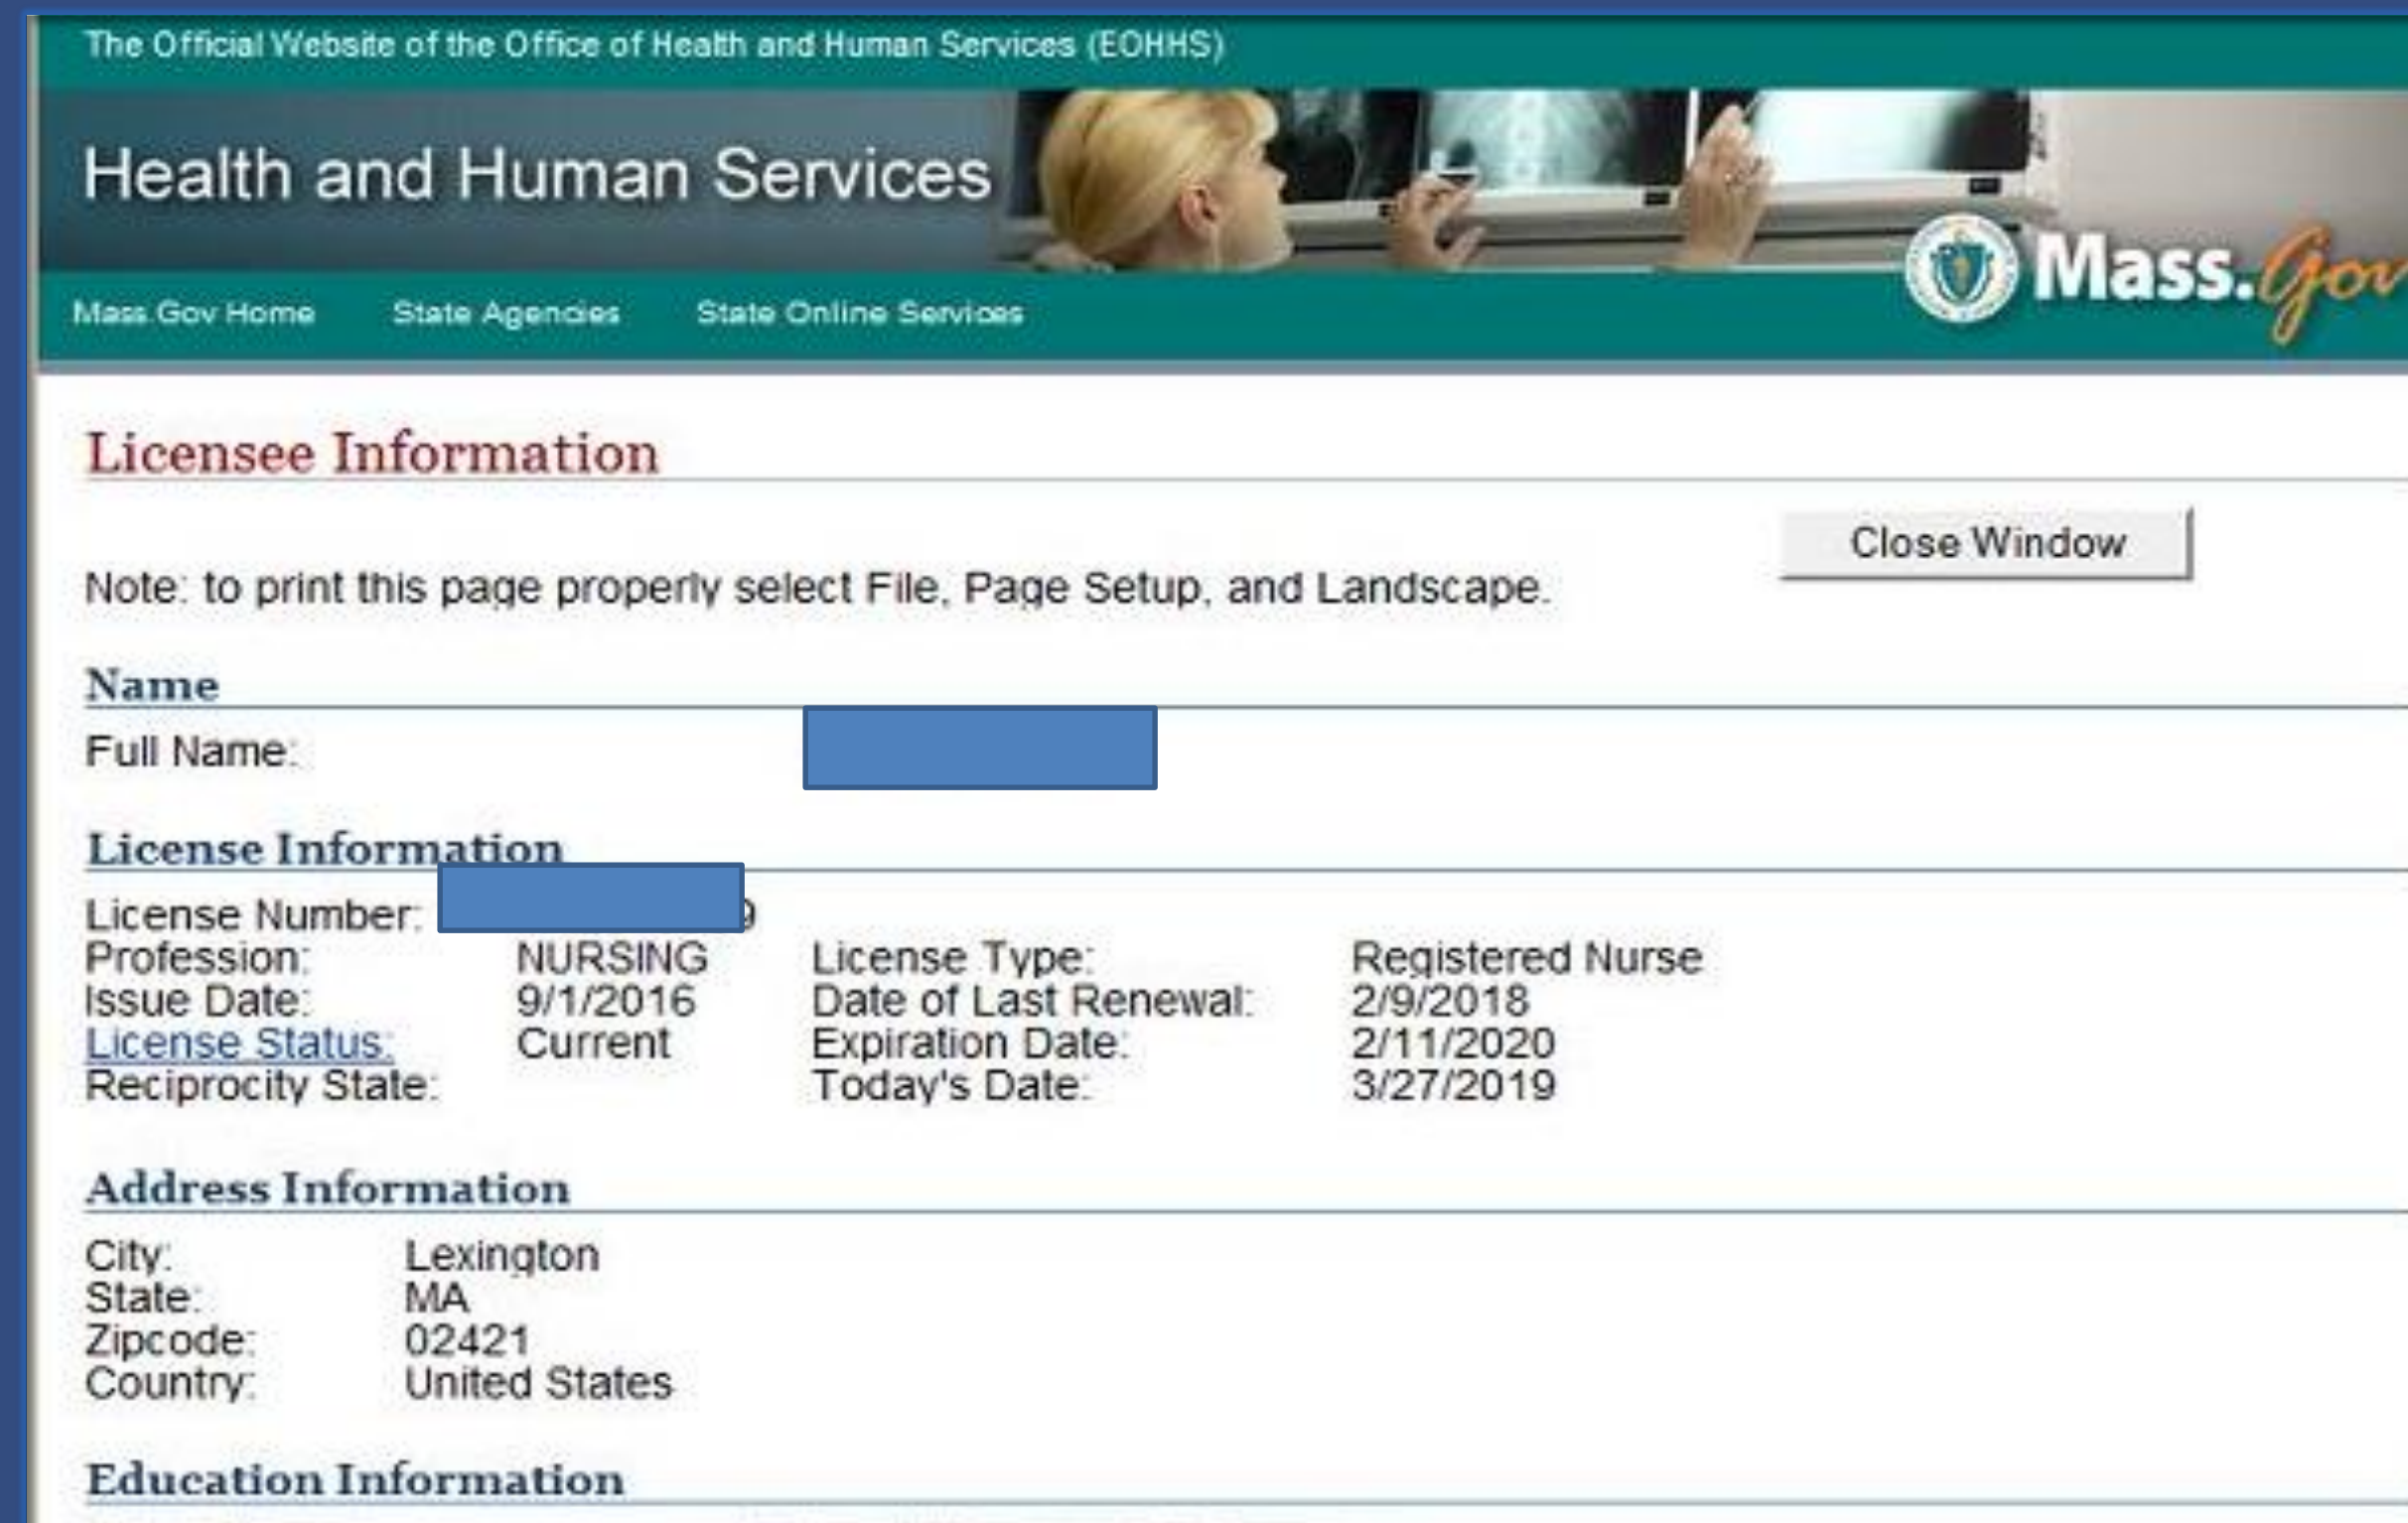 The Official Website of the Office of Health and Human Services (EOHHS)
Health and Human Services
Mass.Gov
Mass.Gov Home State Agencies State Online Services
Licensee Information
Close Window
Note: to print this page properly select File, Page Setup, and Landscape.
Name
Full Name:
License Information
License Number: 9
Profession: NURSING License Type: Registered Nurse
Issue Date: 9/1/2016 Date of Last Renewal: 2/9/2018
License Status: Current Expiration Date: 2/11/2020
Reciprocity State: Today's Date: 3/27/2019
Address Information
City: Lexington
State: MA
Zipcode: 02421
Country: United States
Education Information